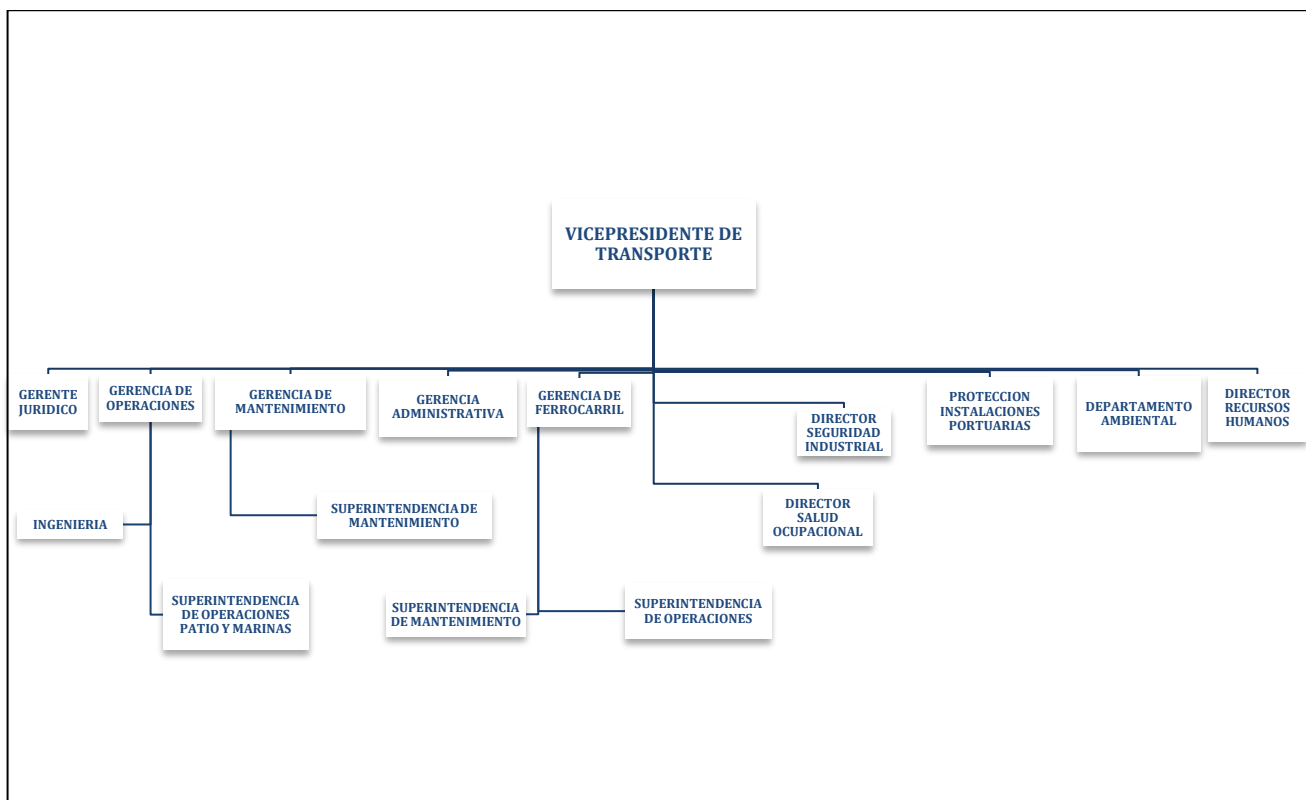 VICEPRESIDENTE DE
TRANSPORTE
GERENTE
JURIDICO
GERENCIA DE
OPERACIONES
GERENCIA DE
MANTENIMIENTO
GERENCIA
ADMINISTRATIVA
GERENCIA DE
FERROCARRIL
DIRECTOR
SEGURIDAD
INDUSTRIAL
PROTECCION
INSTALACIONES
PORTUARIAS
DEPARTAMENTO
AMBIENTAL
DIRECTOR
RECURSOS
HUMANOS
INGENIERIA
SUPERINTENDENCIA DE
MANTENIMIENTO
DIRECTOR
SALUD
OCUPACIONAL
SUPERINTENDENCIA
DE OPERACIONES
PATIO Y MARINAS
SUPERINTENDENCIA
DE MANTENIMIENTO
SUPERINTENDENCIA
DE OPERACIONES